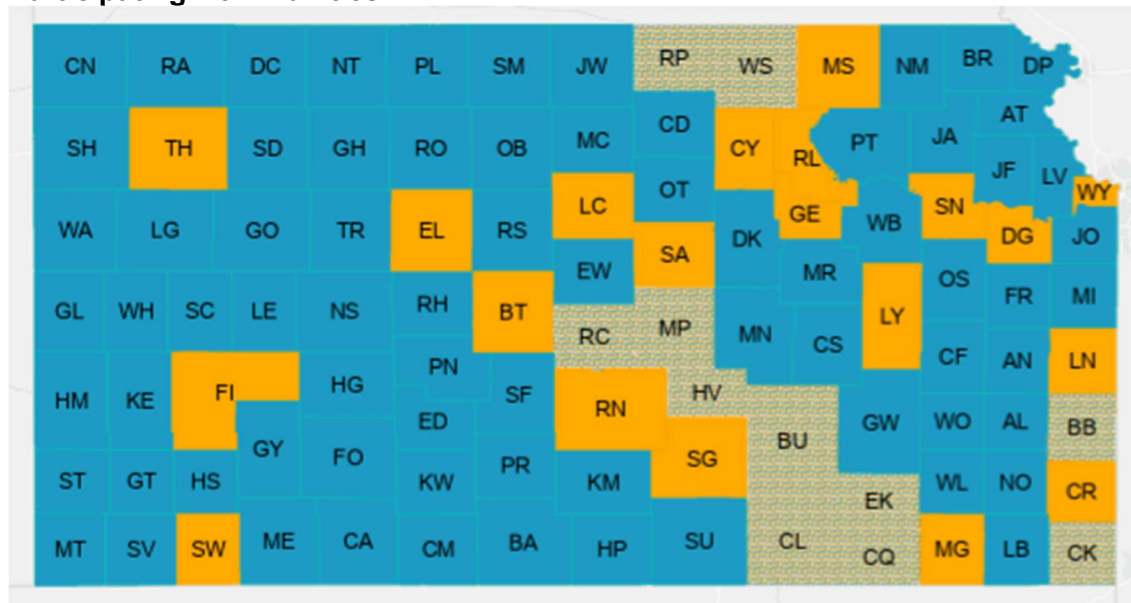 CN RA DC NT PL SM JW RP WS MS NM BR DP
SH TH SD GH RO OB MC CD CY RL PT JA AT
JF LV WY
WA LG GO TR EL RS LC OT DK GE WB SN DG JO
EW SA MR OS
GL WH SC LE NS RH BT RC MP MN CS LY FR MI
HM KE FI HG PN SF RN HV CF AN LN
GY ED BU GW WO AL BB
ST GT HS FO KW PR KM SG EK WL NO CR
MT SV SW ME CA CM BA HP SU CL CQ MG LB CK